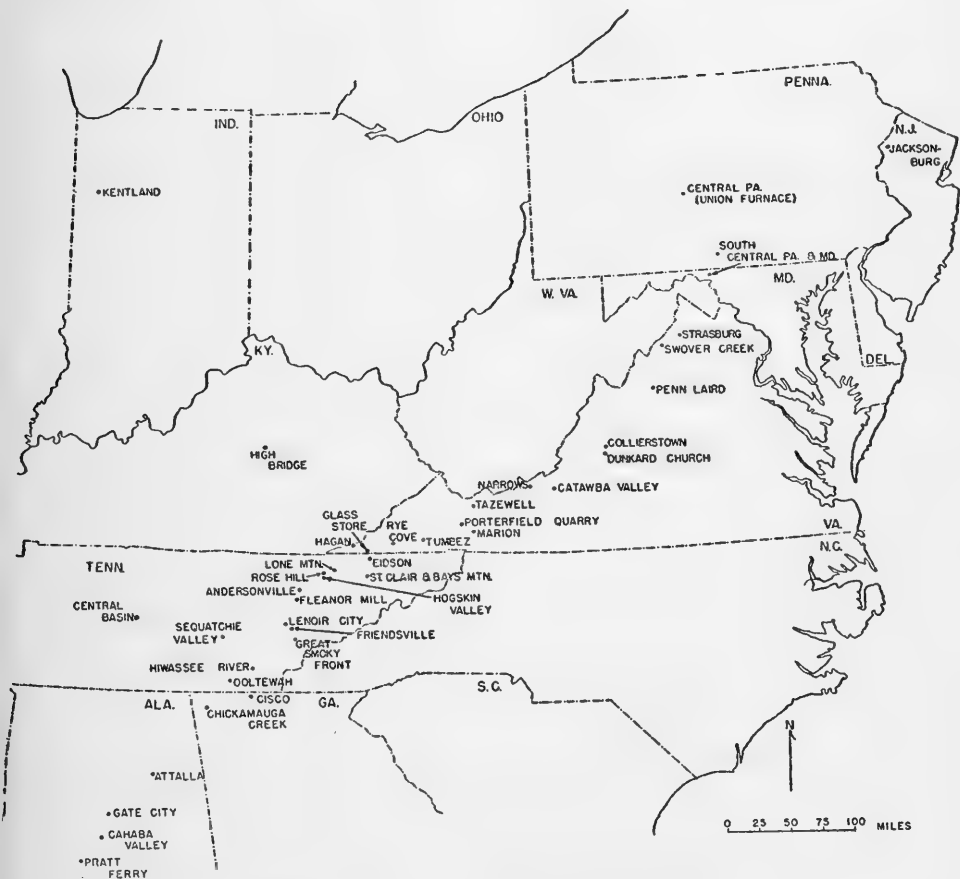 PENNA.
IND.
OHIO
N.J.
JACKSON-
BURG
KENTLAND
CENTRAL PA.
(UNION FURNACE)
SOUTH
CENTRAL PA. & MD.
W. VA.
MD.
STRASBURG
SWOVER CREEK
KY.
DEL.
PENN LAIRD
HIGH
BRIDGE
COLLIERSTOWN
DUNKARD CHURCH
NARROWS
CATAWBA VALLEY
TAZEWELL
GLASS
STORE
RYE
COVE
PORTERFIELD QUARRY
MARION
VA.
HAGAN
TUMBEZ
N.C.
TENN.
LONE MTN.
EIDSON
ROSE HILL
ST. CLAIR & BAYS MTN.
ANDERSONVILLE
HOGSKIN
VALLEY
FLEANOR MILL
CENTRAL
BASIN
LENOIR CITY
SEQUATCHIE
VALLEY
FRIENDSVILLE
GREAT
SMOKY
FRONT
HIWASSEE RIVER
OOLTEWAH
S.C.
CISCO
GA.
ALA.
CHICKAMAUGA
CREEK
N
ATTALLA
GATE CITY
CAHABA
VALLEY
0 25 50 75 100 MILES
PRATT
FERRY